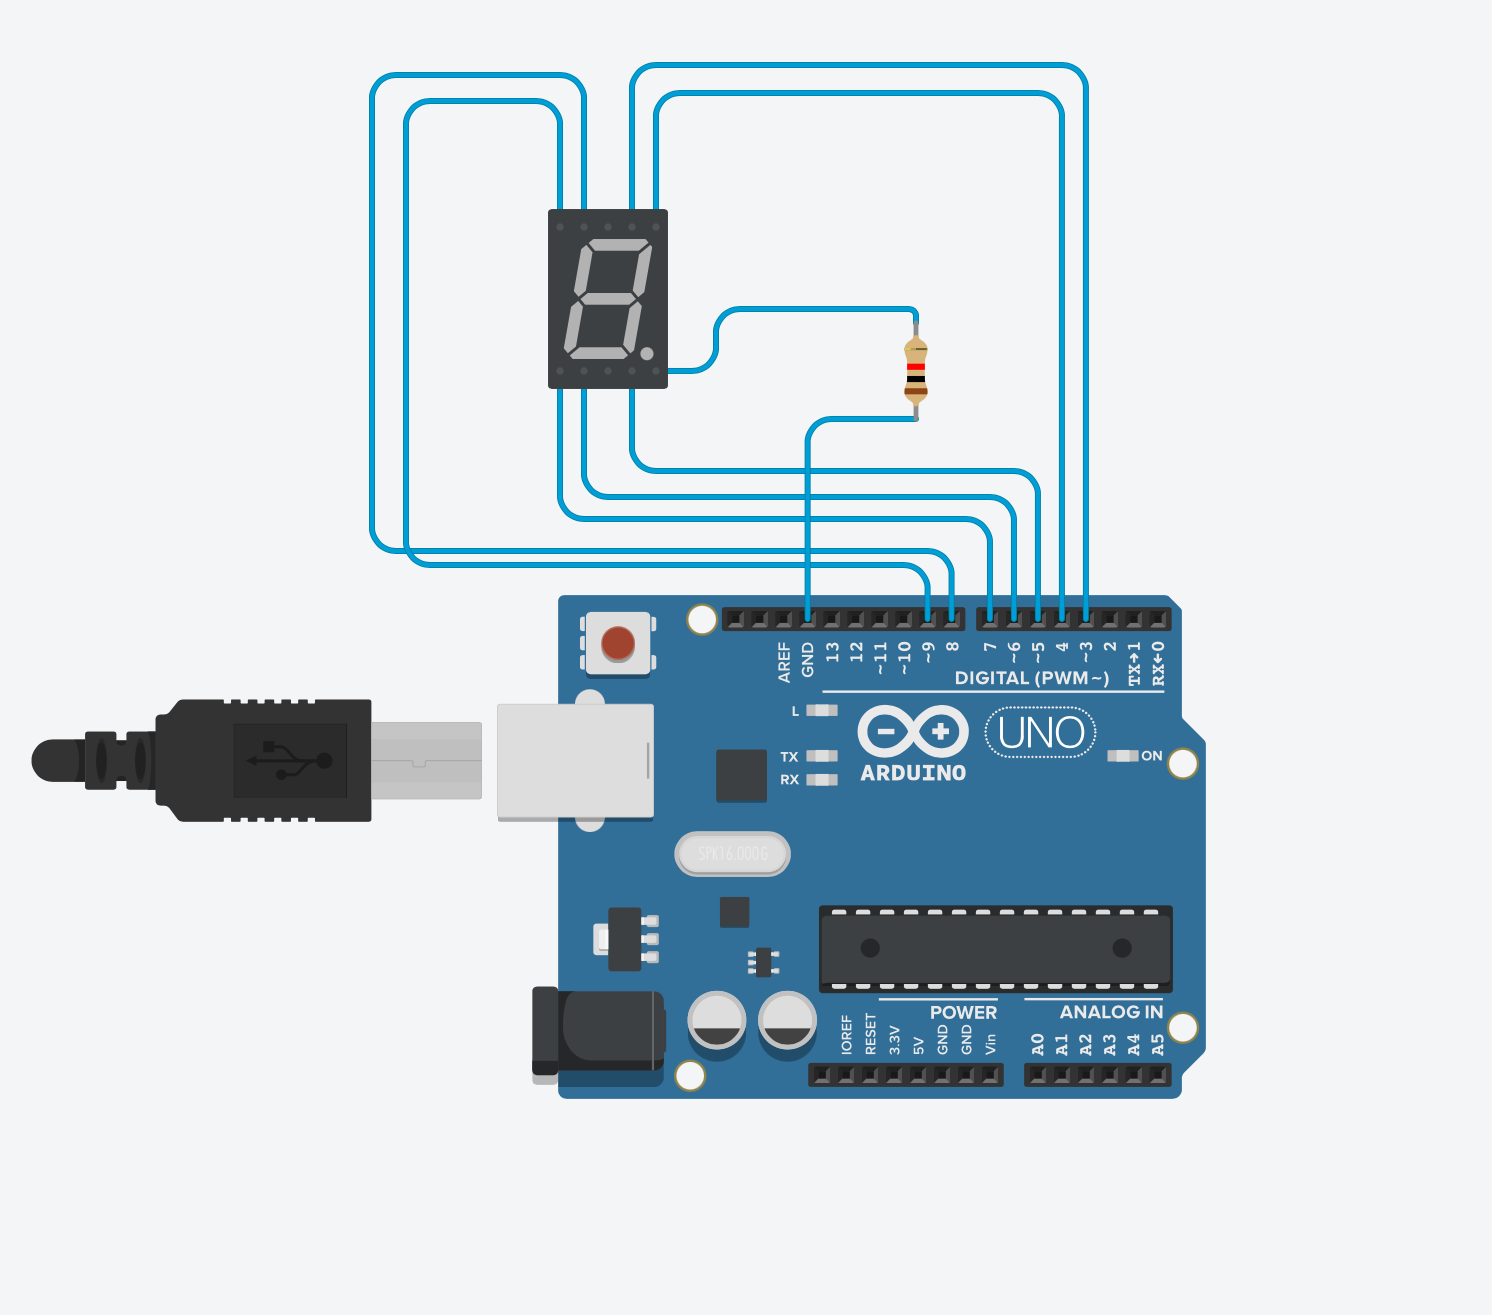 AREF
GND
13
12
~11
~10
~9
8
7
~6
~5
4
~3
2
TX→1
RX←0
DIGITAL (PWM~)
L
TX
RX
ARDUINO
UNO
ON
SPK16.000G
POWER
ANALOG IN
IOREF
RESET
3.3V
5V
GND
GND
Vin
A0
A1
A2
A3
A4
A5